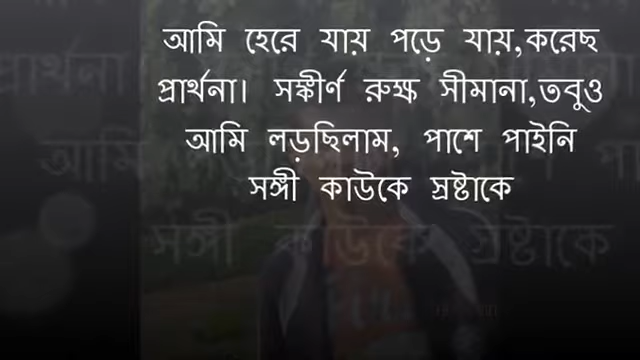 আমি হেরে যায় পড়ে যায়,করেছ
প্রার্থনা। সঙ্কীর্ণ রুক্ষ সীমানা,তবুও
আমি লড়ছিলাম, পাশে পাইনি
সঙ্গী কাউকে স্রষ্টাকে